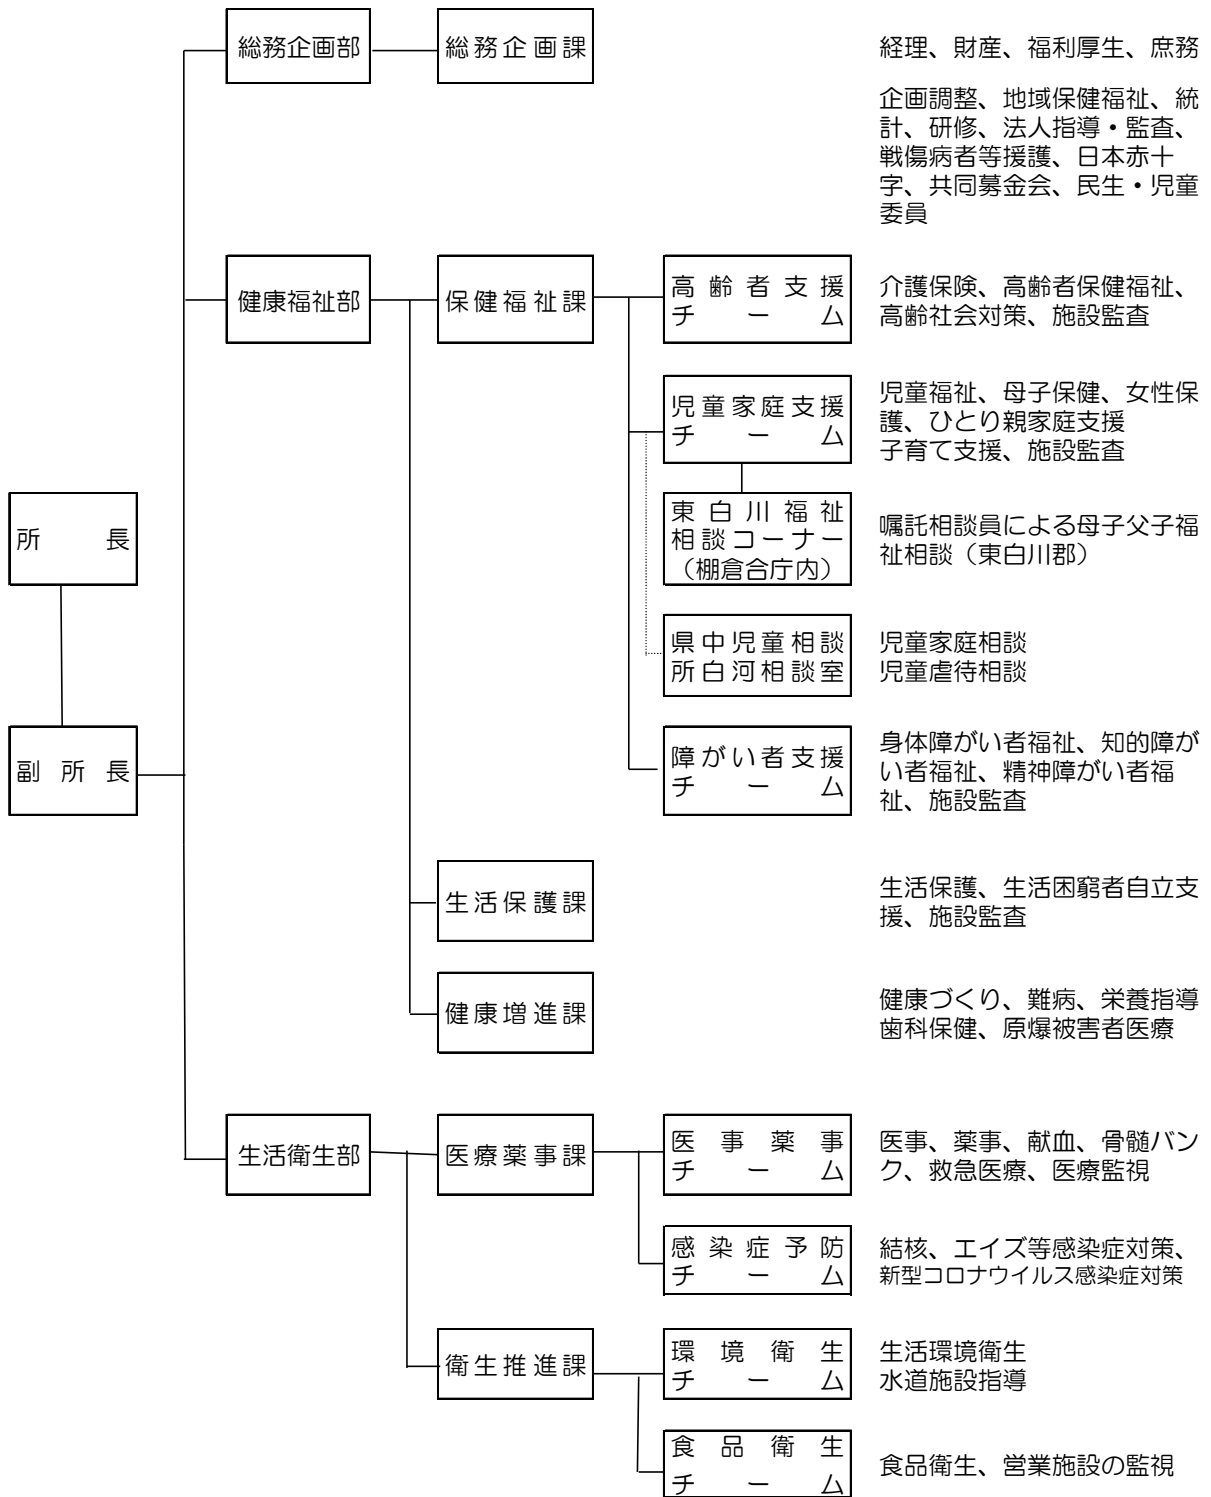 総務企画部
総務企画課
経理、財産、福利厚生、庶務
企画調整、地域保健福祉、統
計、研修、法人指導・監査、
戦傷病者等援護、日本赤十
字、共同募金会、民生・児童
委員
健康福祉部
保健福祉課
高齢者支援
チーム
介護保険、高齢者保健福祉、
高齢社会対策、施設監査
児童家庭支援
チーム
児童福祉、母子保健、女性保
護、ひとり親家庭支援
子育て支援、施設監査
所長
東白川福祉
相談コーナー
（棚倉合庁内）
嘱託相談員による母子父子福
祉相談（東白川郡）
県中児童相談
所白河相談室
児童家庭相談
児童虐待相談
副所長
障がい者支援
チーム
身体障がい者福祉、知的障が
い者福祉、精神障がい者福
祉、施設監査
生活保護課
生活保護、生活困窮者自立支
援、施設監査
健康増進課
健康づくり、難病、栄養指導
歯科保健、原爆被害者医療
生活衛生部
医療薬事課
医事薬事
チーム
医事、薬事、献血、骨髄バン
ク、救急医療、医療監視
感染症予防
チーム
結核、エイズ等感染症対策、
新型コロナウイルス感染症対策
衛生推進課
環境衛生
チーム
生活環境衛生
水道施設指導
食品衛生
チーム
食品衛生、営業施設の監視